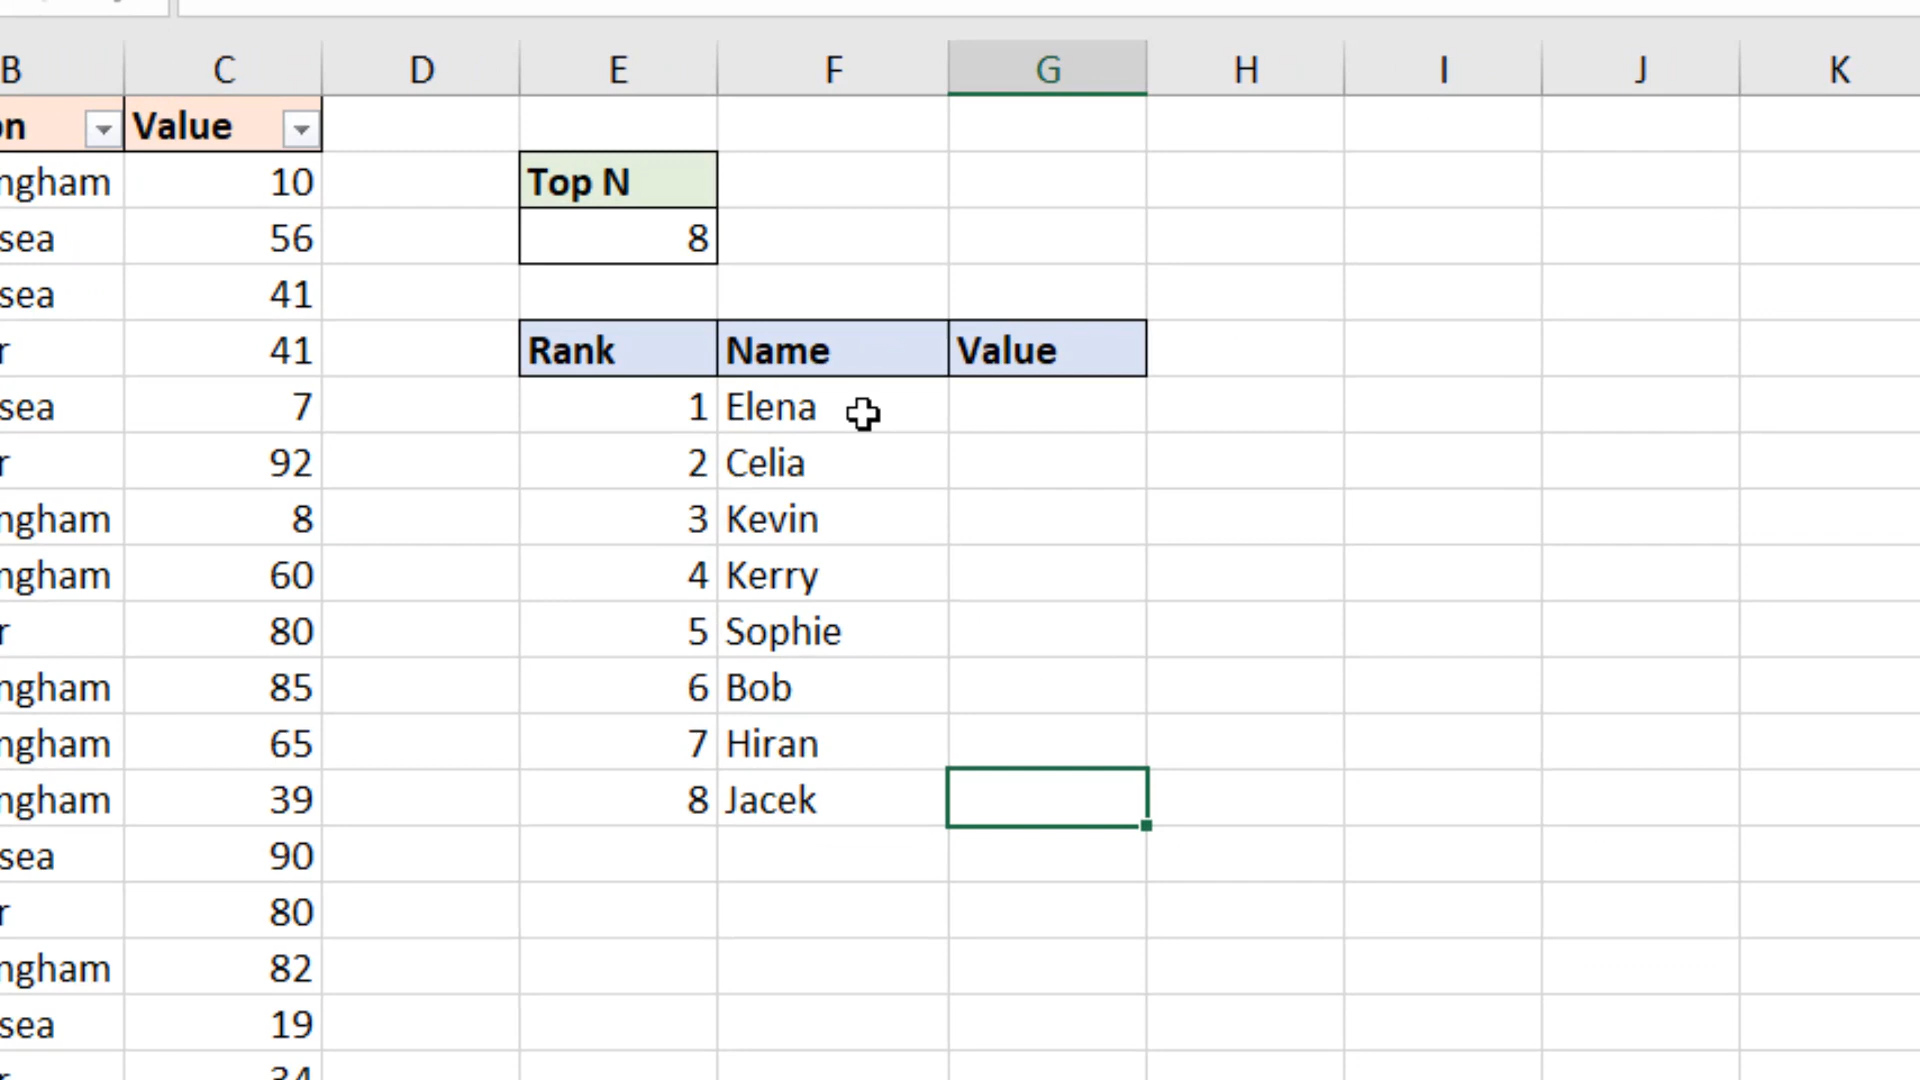 B C D E F G H I J K
on Value
ngham 10 Top N
sea 56 8
sea 41
r 41 Rank Name Value
sea 7 1 Elena
r 92 2 Celia
ngham 8 3 Kevin
ngham 60 4 Kerry
r 80 5 Sophie
ngham 85 6 Bob
ngham 65 7 Hiran
ngham 39 8 Jacek
sea 90
r 80
ngham 82
sea 19
34